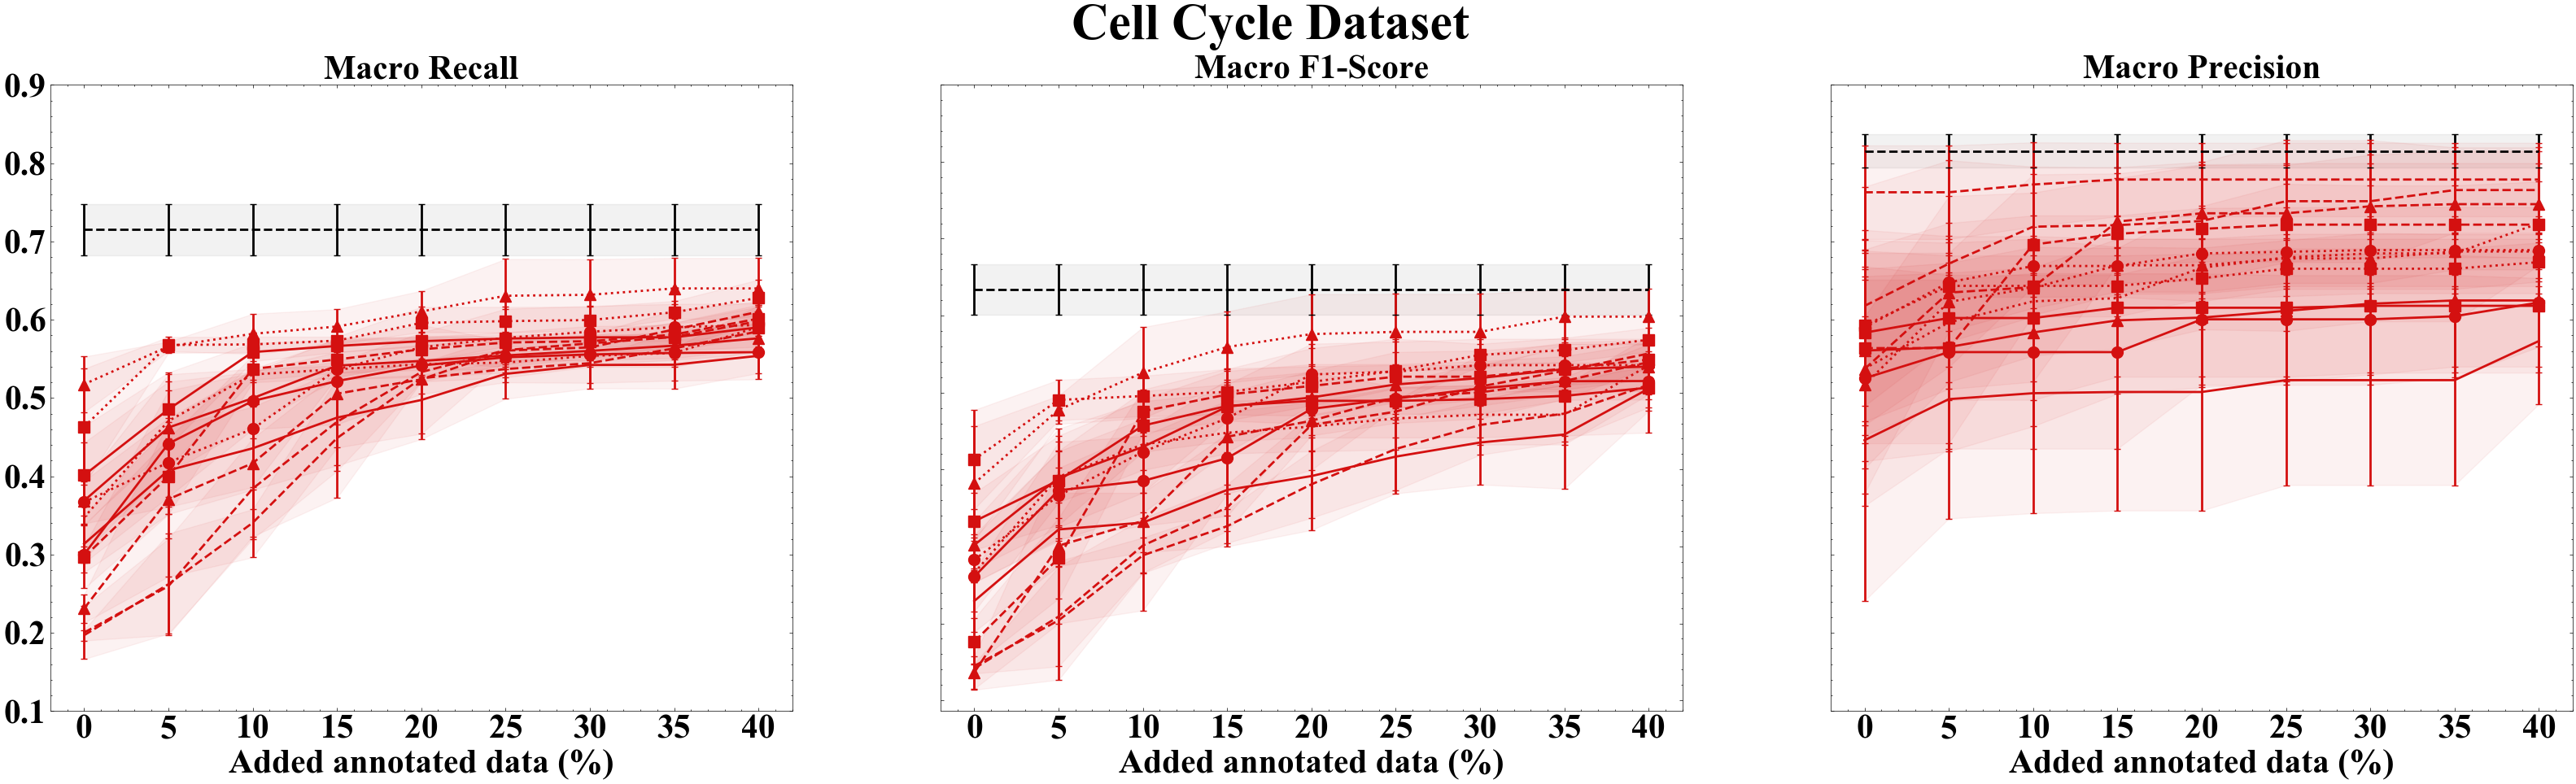 Cell Cycle Dataset
Macro Recall
Macro F1-Score
Macro Precision
0.9
0.8
0.7
0.6
0.5
0.4
0.3
0.2
0.1
0 5 10 15 20 25 30 35 40
0 5 10 15 20 25 30 35 40
0 5 10 15 20 25 30 35 40
Added annotated data (%)
Added annotated data (%)
Added annotated data (%)